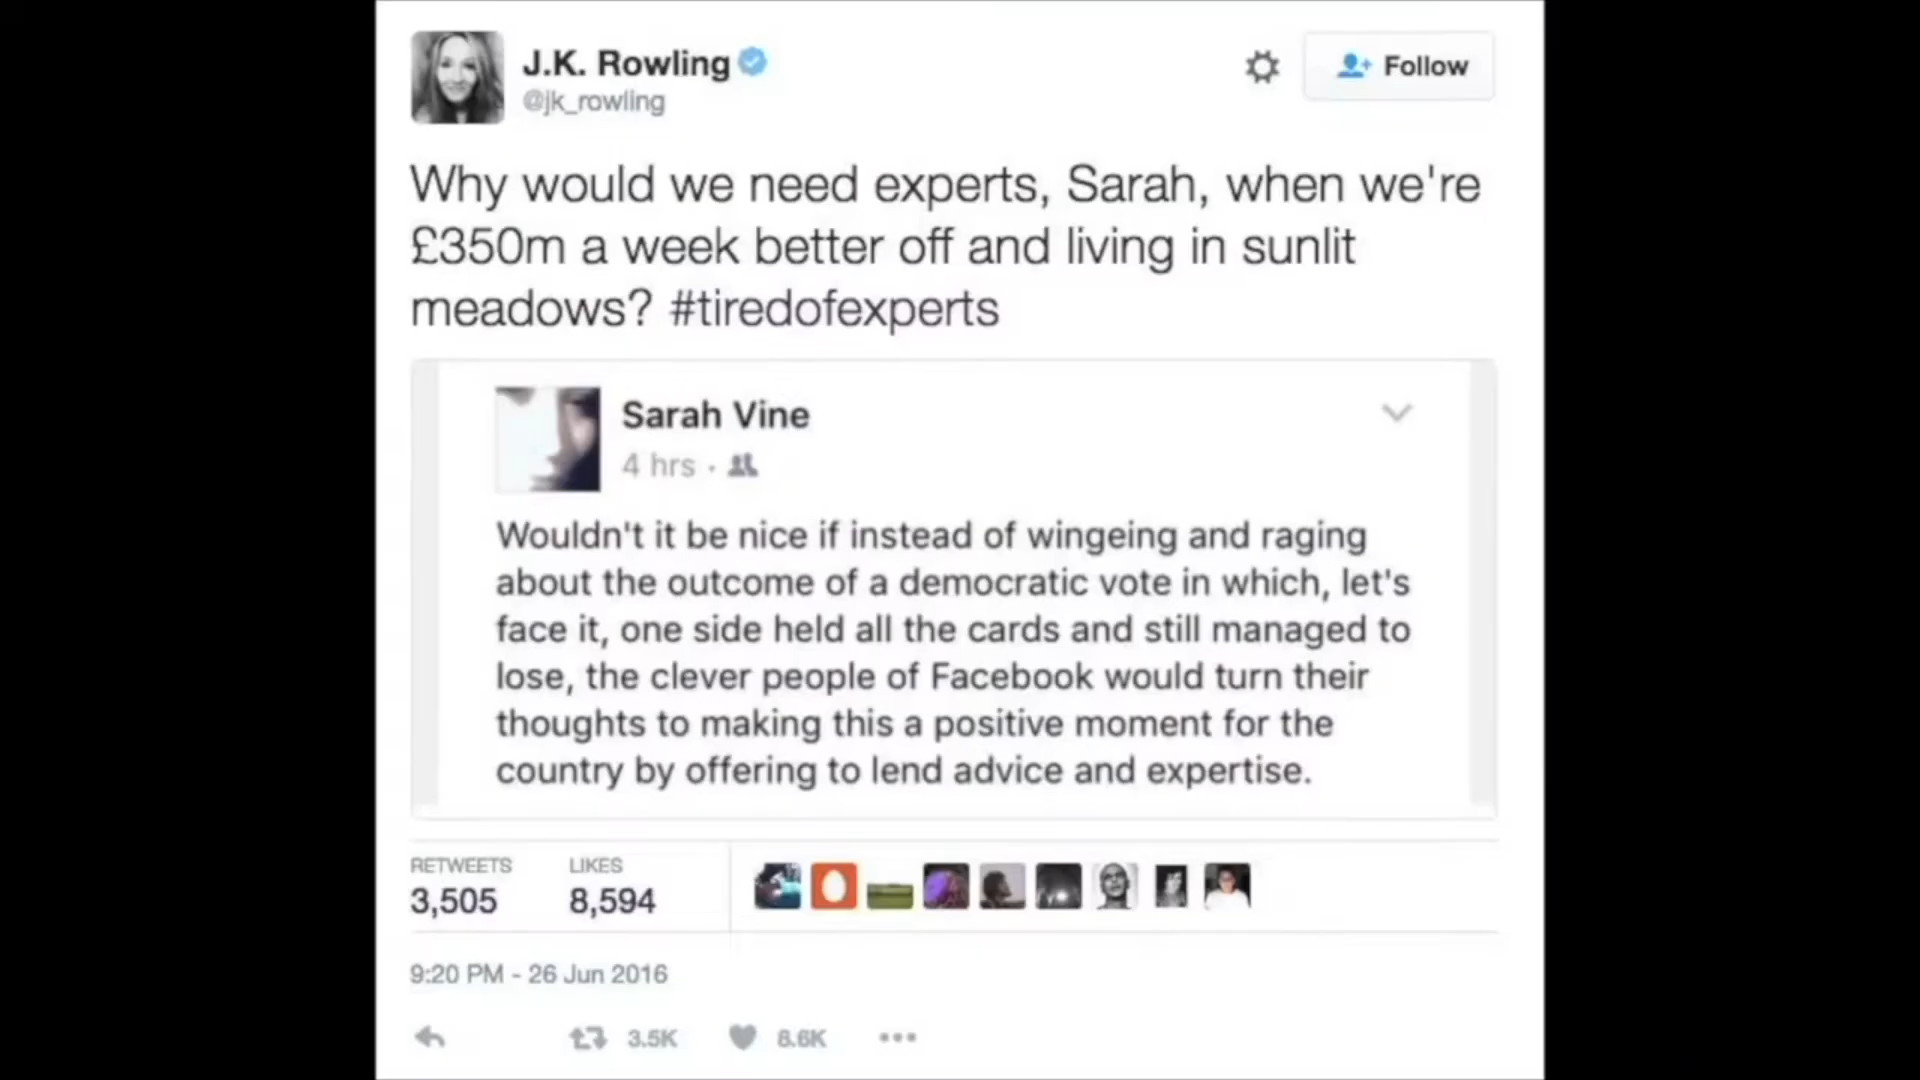 J.K. Rowling
@jk_rowling
Follow
Why would we need experts, Sarah, when we're
£350m a week better off and living in sunlit
meadows? #tiredofexperts
Sarah Vine
4 hrs ·
Wouldn't it be nice if instead of wingeing and raging
about the outcome of a democratic vote in which, let's
face it, one side held all the cards and still managed to
lose, the clever people of Facebook would turn their
thoughts to making this a positive moment for the
country by offering to lend advice and expertise.
RETWEETS LIKES
3,505 8,594
9:20 PM - 26 Jun 2016
3.5K 8.6K